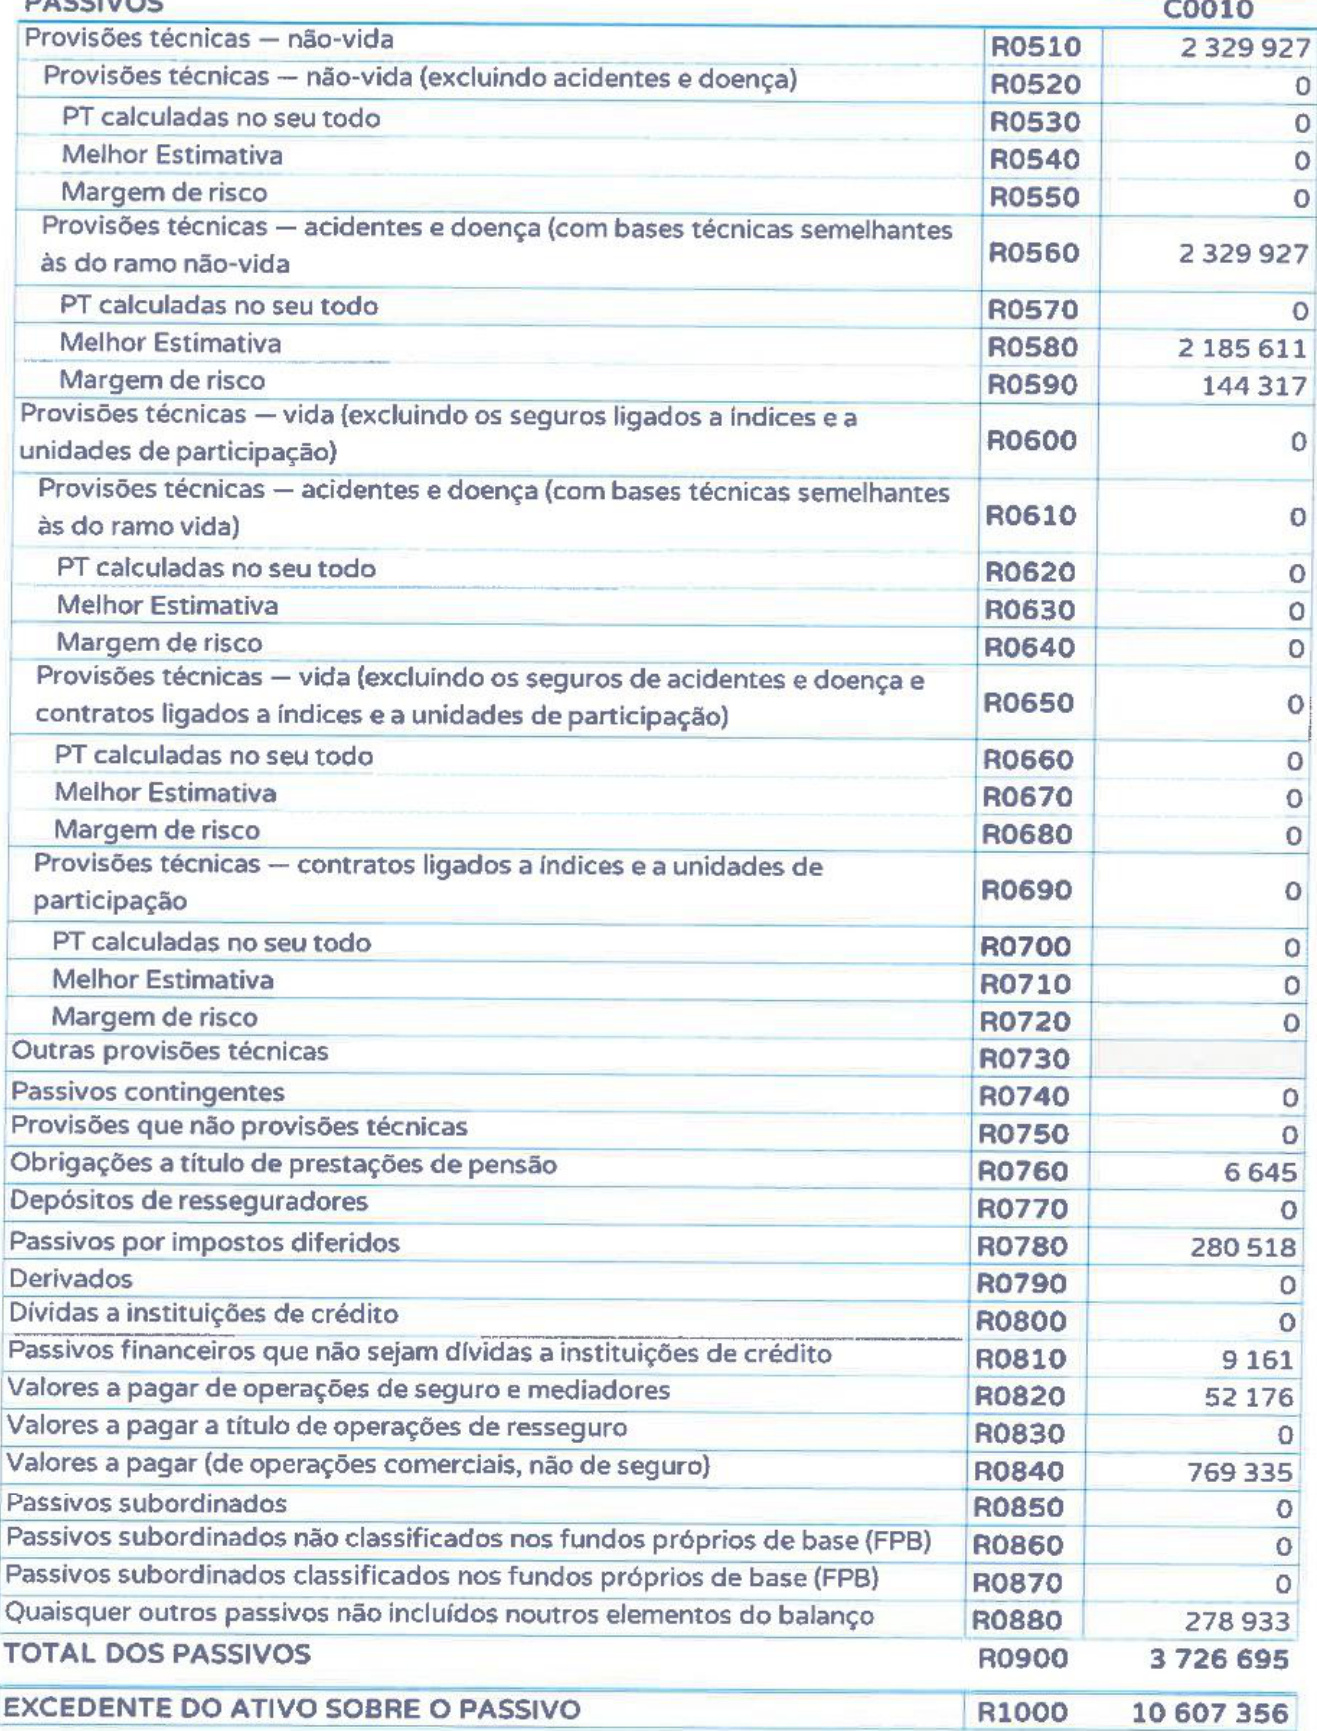 PASSIVOS C0010
Provisões técnicas — não-vida R0510 2 329 927
Provisões técnicas — não-vida (excluindo acidentes e doença) R0520 0
PT calculadas no seu todo R0530 0
Melhor Estimativa R0540 0
Margem de risco R0550 0
Provisões técnicas — acidentes e doença (com bases técnicas semelhantes
às do ramo não-vida R0560 2 329 927
PT calculadas no seu todo R0570 0
Melhor Estimativa R0580 2 185 611
Margem de risco R0590 144 317
Provisões técnicas — vida (excluindo os seguros ligados a índices e a
unidades de participação) R0600 0
Provisões técnicas — acidentes e doença (com bases técnicas semelhantes
às do ramo vida) R0610 0
PT calculadas no seu todo R0620 0
Melhor Estimativa R0630 0
Margem de risco R0640 0
Provisões técnicas — vida (excluindo os seguros de acidentes e doença e
contratos ligados a índices e a unidades de participação) R0650 0
PT calculadas no seu todo R0660 0
Melhor Estimativa R0670 0
Margem de risco R0680 0
Provisões técnicas — contratos ligados a índices e a unidades de
participação R0690 0
PT calculadas no seu todo R0700 0
Melhor Estimativa R0710 0
Margem de risco R0720 0
Outras provisões técnicas R0730
Passivos contingentes R0740 0
Provisões que não provisões técnicas R0750 0
Obrigações a título de prestações de pensão R0760 6 645
Depósitos de resseguradores R0770 0
Passivos por impostos diferidos R0780 280 518
Derivados R0790 0
Dívidas a instituições de crédito R0800 0
Passivos financeiros que não sejam dívidas a instituições de crédito R0810 9 161
Valores a pagar de operações de seguro e mediadores R0820 52 176
Valores a pagar a título de operações de resseguro R0830 0
Valores a pagar (de operações comerciais, não de seguro) R0840 769 335
Passivos subordinados R0850 0
Passivos subordinados não classificados nos fundos próprios de base (FPB) R0860 0
Passivos subordinados classificados nos fundos próprios de base (FPB) R0870 0
Quaisquer outros passivos não incluídos noutros elementos do balanço R0880 278 933
TOTAL DOS PASSIVOS R0900 3 726 695
EXCEDENTE DO ATIVO SOBRE O PASSIVO R1000 10 607 356